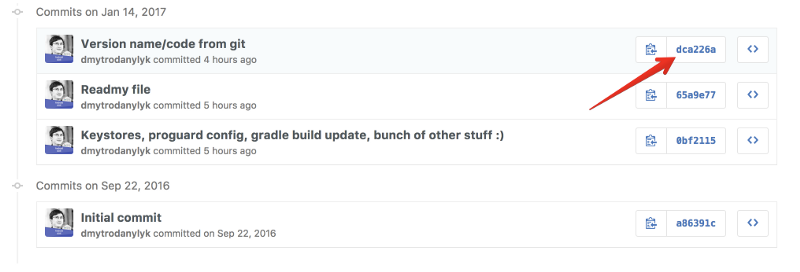 Commits on Jan 14, 2017
Version name/code from git
dca226a
dmytrodanylyk committed 4 hours ago
Readmy file
65a9e77
dmytrodanylyk committed 5 hours ago
Keystores, proguard config, gradle build update, bunch of other stuff :)
0bf2115
dmytrodanylyk committed 5 hours ago
Commits on Sep 22, 2016
Initial commit
a86391c
dmytrodanylyk committed on Sep 22, 2016